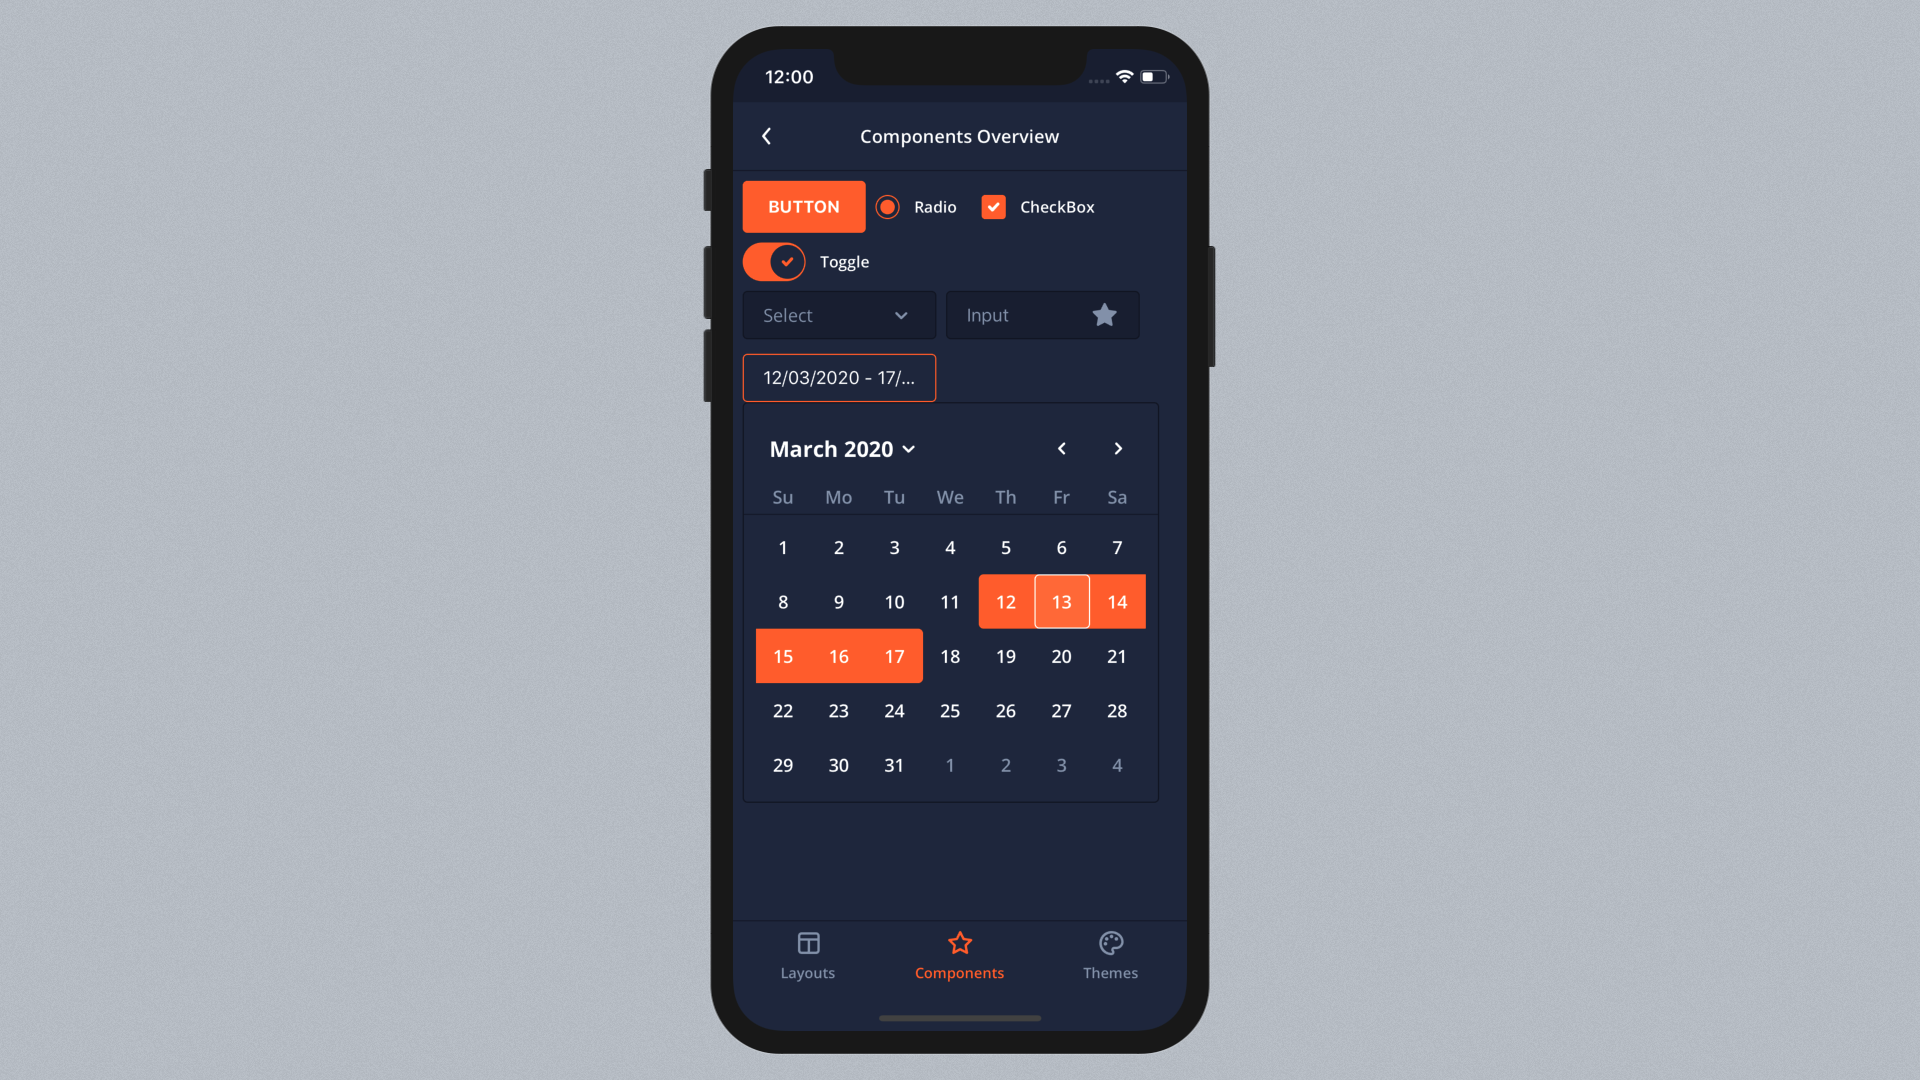 12:00
Components Overview
BUTTON Radio CheckBox
Toggle
Select Input
12/03/2020 - 17/...
March 2020
Su Mo Tu We Th Fr Sa
1 2 3 4 5 6 7
8 9 10 11 12 13 14
15 16 17 18 19 20 21
22 23 24 25 26 27 28
29 30 31 1 2 3 4
Layouts Components Themes